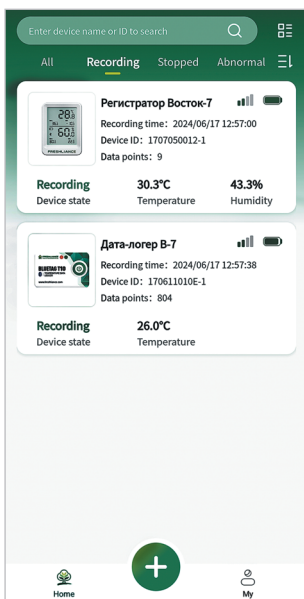 Enter device name or ID to search
All Recording Stopped Abnormal
Регистратор Восток-7
Recording time: 2024/06/17 12:57:00
Device ID: 1707050012-1
Data points: 9
FRESHLIANCE
Recording 30.3°C 43.3%
Device state Temperature Humidity
Дата-логер В-7
Recording time: 2024/06/17 12:57:38
Device ID: 170611010E-1
Data points: 804
BLUETAG T10
Recording 26.0°C
Device state Temperature
Home My